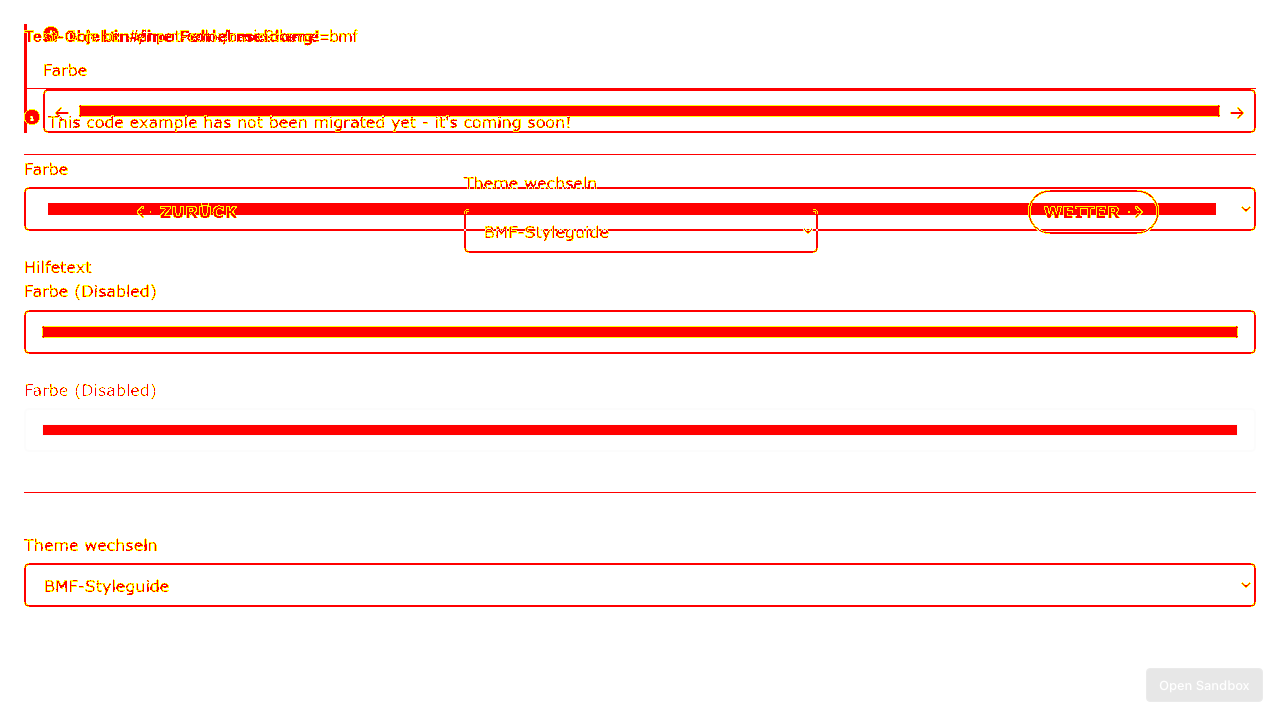 Farbe
This code example has not been migrated yet - it's coming soon!
Farbe
Theme wechseln
← ZURÜCK
WEITER →
BMF-Styleguide
Hilfetext
Farbe (Disabled)
Farbe (Disabled)
Theme wechseln
BMF-Styleguide
Open Sandbox